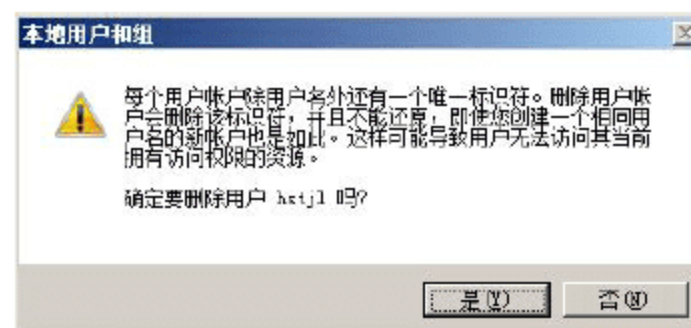 本地用户和组
每个用户帐户除用户名外还有一个唯一标识符。删除用户帐
户会删除该标识符，并且不能还原，即使您创建一个相同用
户名的新帐户也是如此。这样可能导致用户无法访问其当前
拥有访问权限的资源。
确定要删除用户 hstjl 吗?
是(Y)
否(N)